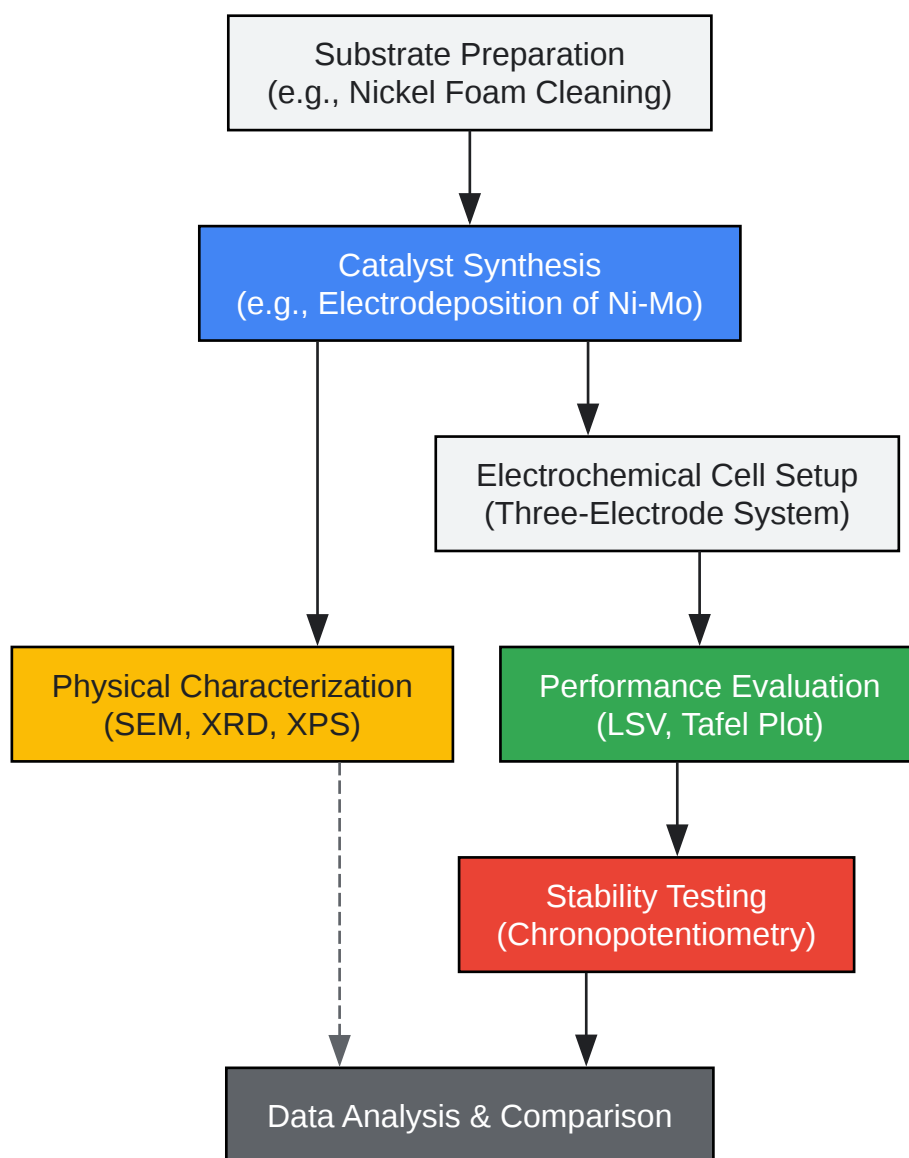 Substrate Preparation
(e.g., Nickel Foam Cleaning)
Catalyst Synthesis
(e.g., Electrodeposition of Ni-Mo)
Electrochemical Cell Setup
(Three-Electrode System)
Physical Characterization
(SEM, XRD, XPS)
Performance Evaluation
(LSV, Tafel Plot)
Stability Testing
(Chronopotentiometry)
Data Analysis & Comparison